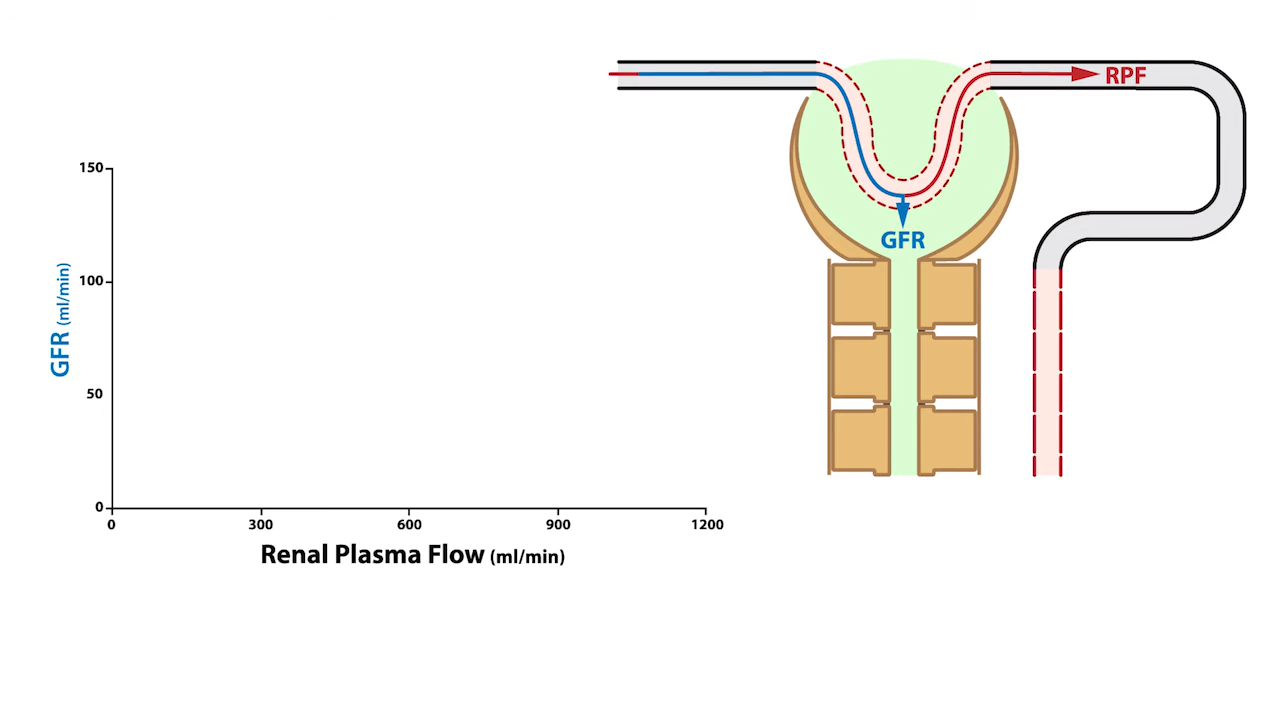 RPF
GFR
150
100
50
0
GFR (ml/min)
0 300 600 900 1200
Renal Plasma Flow (ml/min)